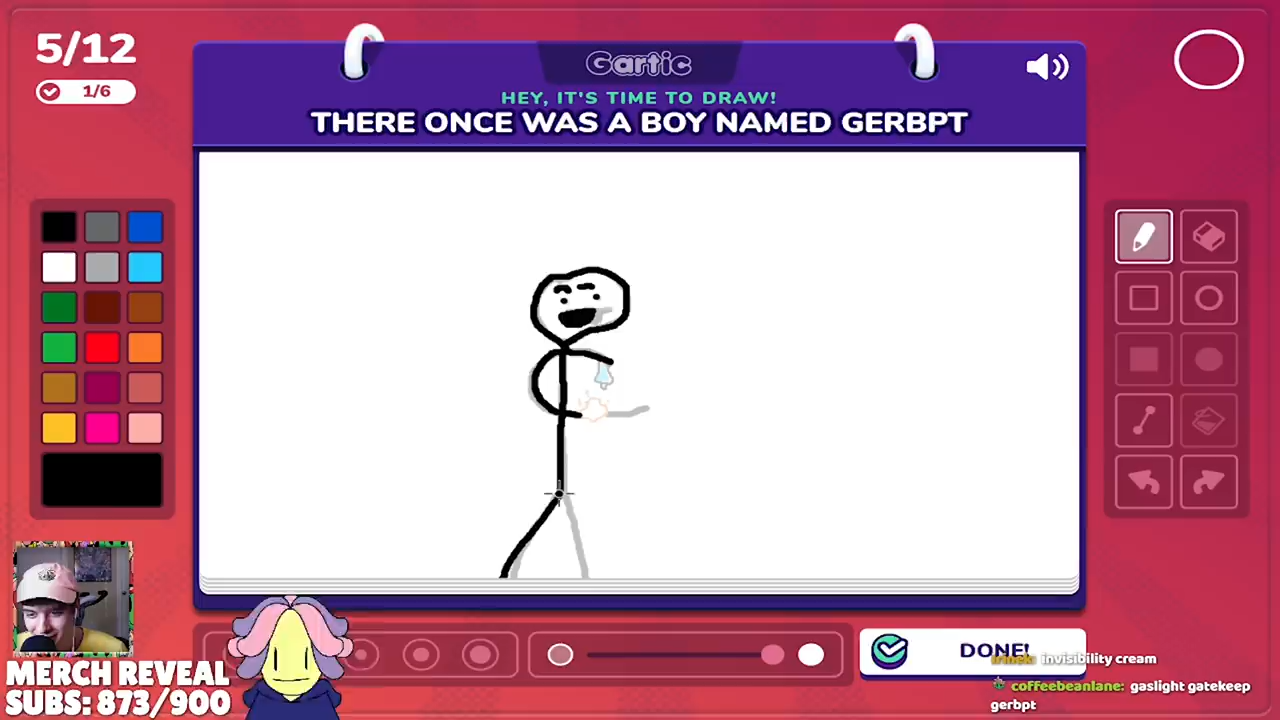 5/12
1/6
Gartic
HEY, IT'S TIME TO DRAW!
THERE ONCE WAS A BOY NAMED GERBPT
DONE!
invisibility cream
coffeebeanlane: gaslight gatekeep
gerbpt
MERCH REVEAL
SUBS: 873/900